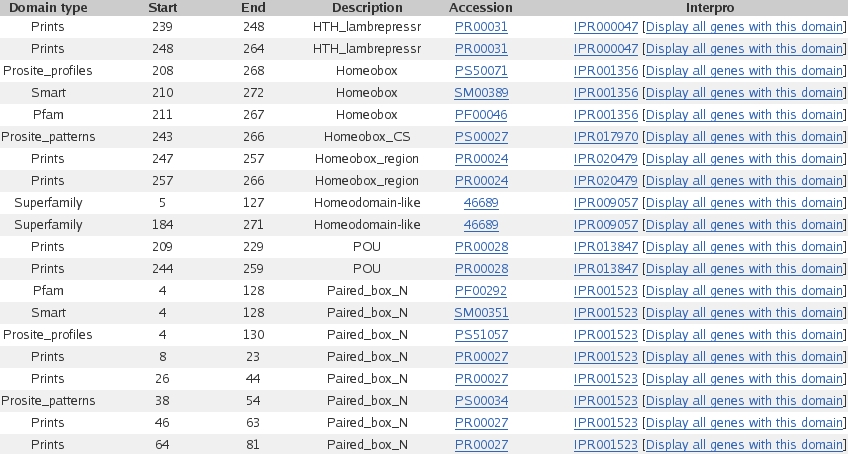 Domain type Start End Description Accession Interpro
Prints 239 248 HTH_lambrepressr PR00031 IPR000047 [Display all genes with this domain]
Prints 248 264 HTH_lambrepressr PR00031 IPR000047 [Display all genes with this domain]
Prosite_profiles 208 268 Homeobox PS50071 IPR001356 [Display all genes with this domain]
Smart 210 272 Homeobox SM00389 IPR001356 [Display all genes with this domain]
Pfam 211 267 Homeobox PF00046 IPR001356 [Display all genes with this domain]
Prosite_patterns 243 266 Homeobox_CS PS00027 IPR017970 [Display all genes with this domain]
Prints 247 257 Homeobox_region PR00024 IPR020479 [Display all genes with this domain]
Prints 257 266 Homeobox_region PR00024 IPR020479 [Display all genes with this domain]
Superfamily 5 127 Homeodomain-like 46689 IPR009057 [Display all genes with this domain]
Superfamily 184 271 Homeodomain-like 46689 IPR009057 [Display all genes with this domain]
Prints 209 229 POU PR00028 IPR013847 [Display all genes with this domain]
Prints 244 259 POU PR00028 IPR013847 [Display all genes with this domain]
Pfam 4 128 Paired_box_N PF00292 IPR001523 [Display all genes with this domain]
Smart 4 128 Paired_box_N SM00351 IPR001523 [Display all genes with this domain]
Prosite_profiles 4 130 Paired_box_N PS51057 IPR001523 [Display all genes with this domain]
Prints 8 23 Paired_box_N PR00027 IPR001523 [Display all genes with this domain]
Prints 26 44 Paired_box_N PR00027 IPR001523 [Display all genes with this domain]
Prosite_patterns 38 54 Paired_box_N PS00034 IPR001523 [Display all genes with this domain]
Prints 46 63 Paired_box_N PR00027 IPR001523 [Display all genes with this domain]
Prints 64 81 Paired_box_N PR00027 IPR001523 [Display all genes with this domain]